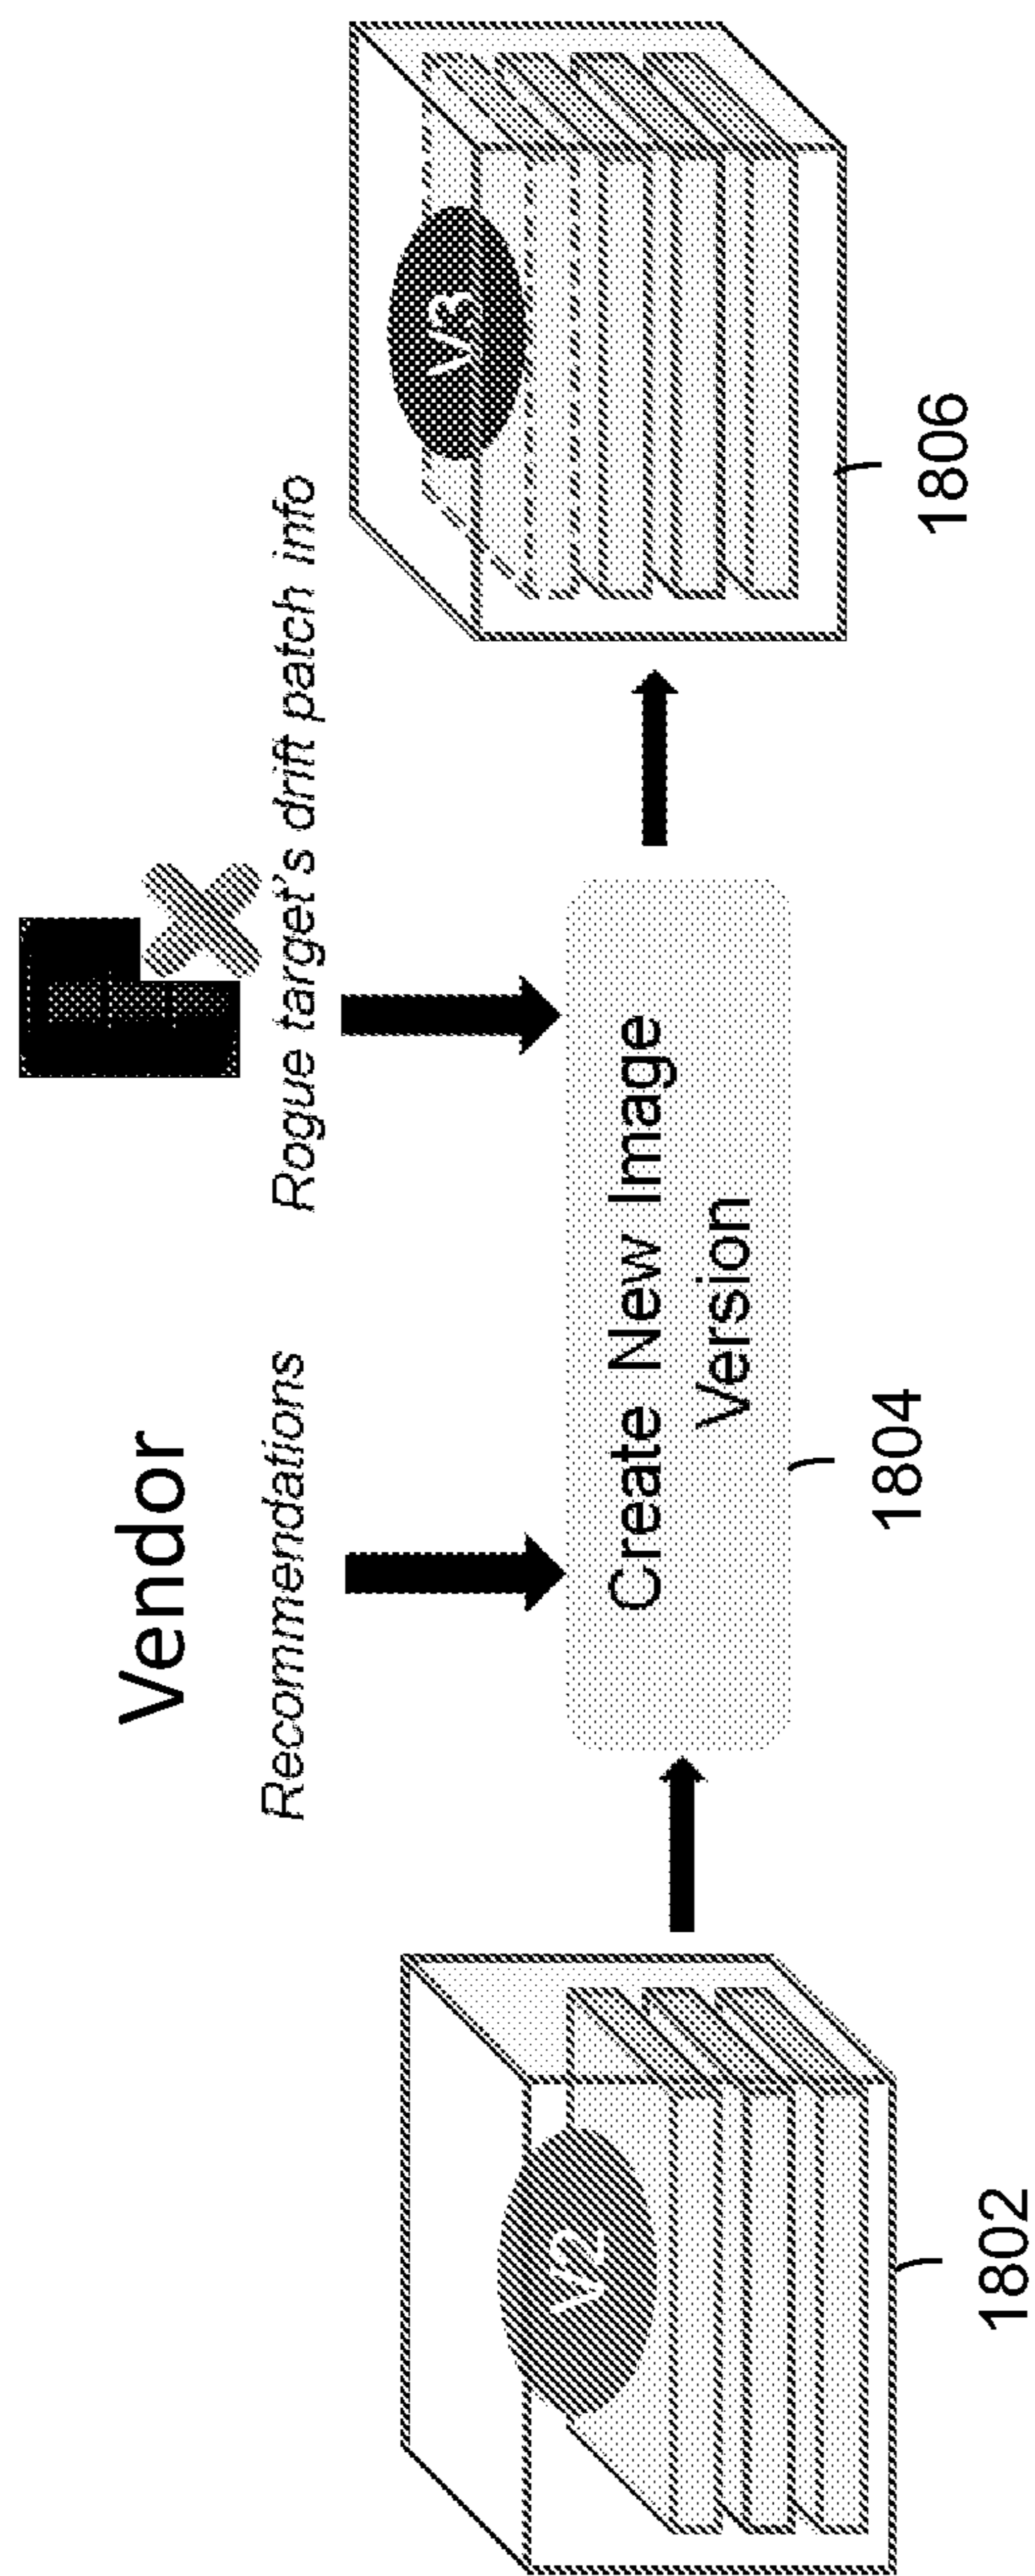 Vendor
Recommendations
Rogue target's drift patch info
V2
Create New Image
Version
V3
1802
1804
1806